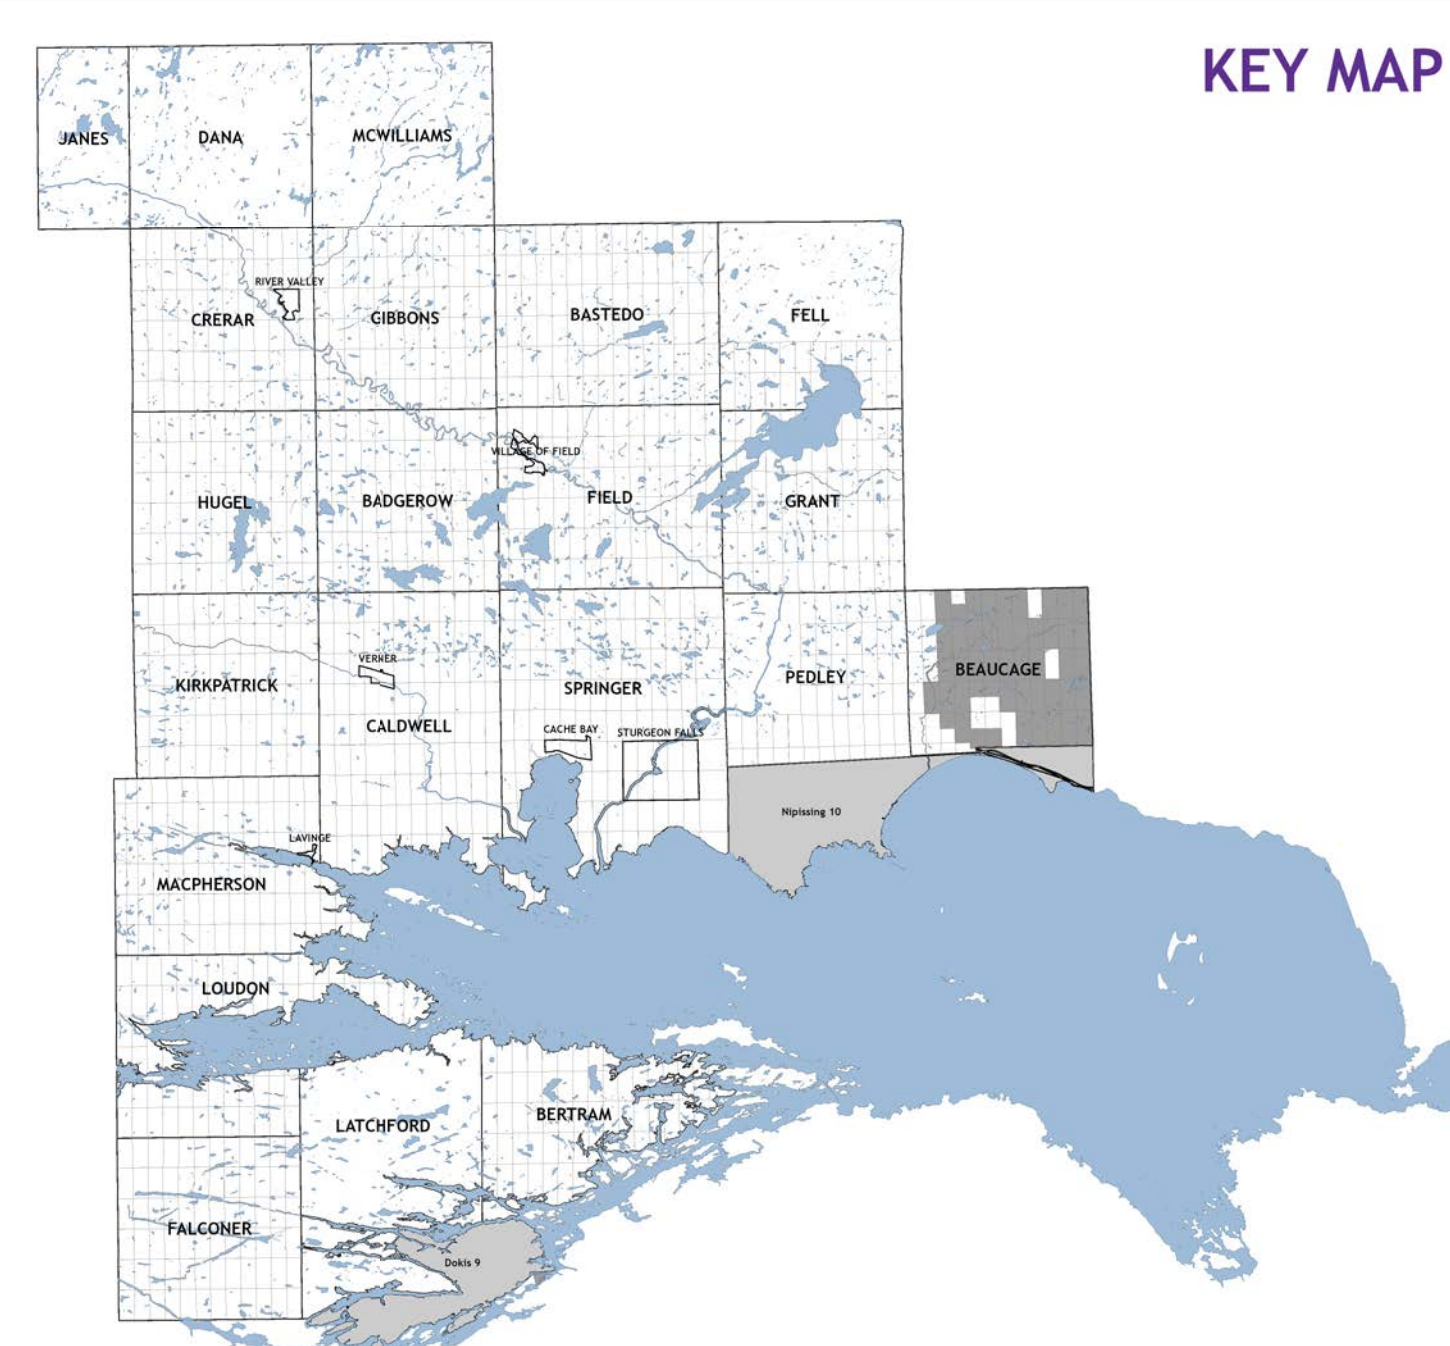 KEY MAP
JANES
DANA
MCWILLIAMS
RIVER VALLEY
CRERAR
GIBBONS
BASTEDO
FELL
VILLAGE OF FIELD
HUGEL
BADGEROW
FIELD
GRANT
VERNER
KIRKPATRICK
CALDWELL
SPRINGER
PEDLEY
BEAUCAGE
CACHE BAY
STURGEON FALLS
Nipissing 10
LAVINGE
MACPHERSON
LOUDON
LATCHFORD
BERTRAM
FALCONER
Dokis 9